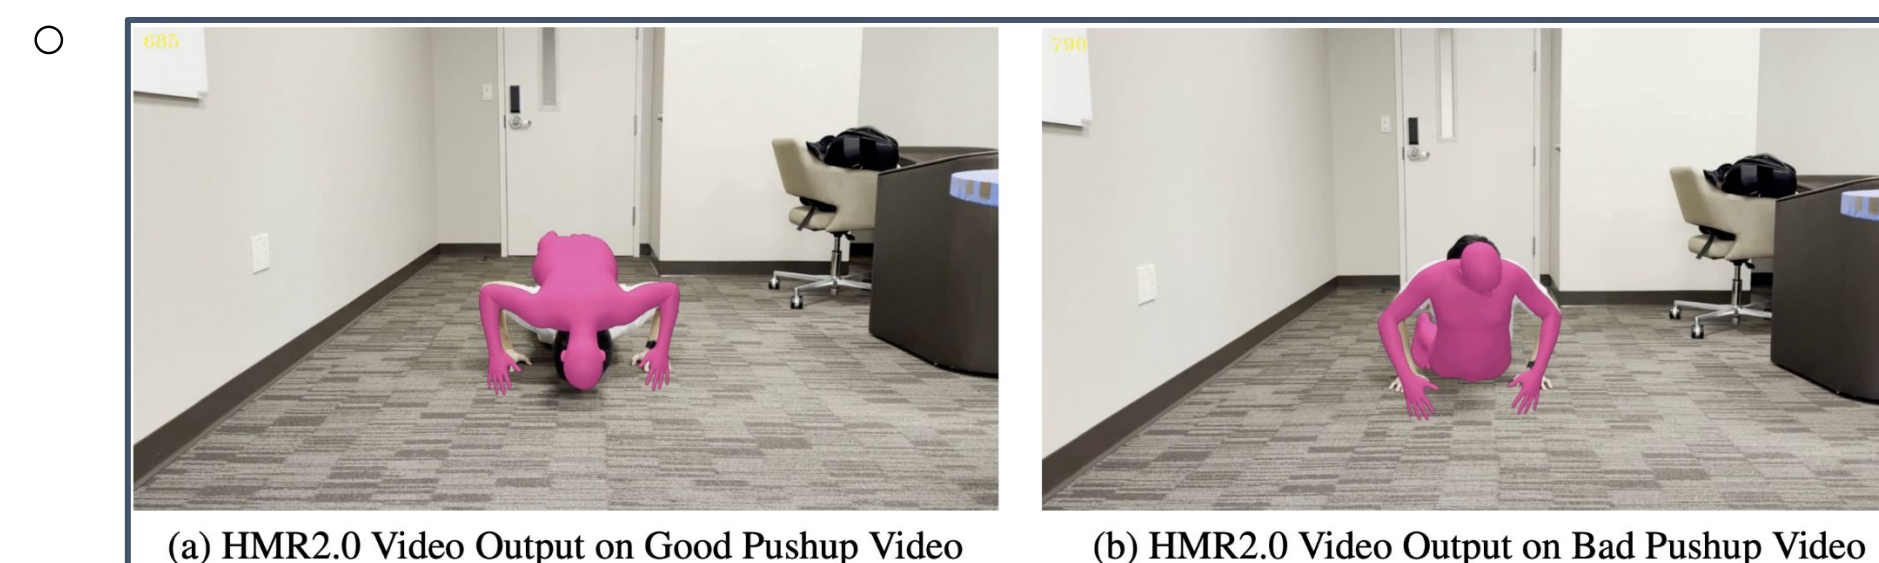 685
790
(a) HMR2.0 Video Output on Good Pushup Video
(b) HMR2.0 Video Output on Bad Pushup Video